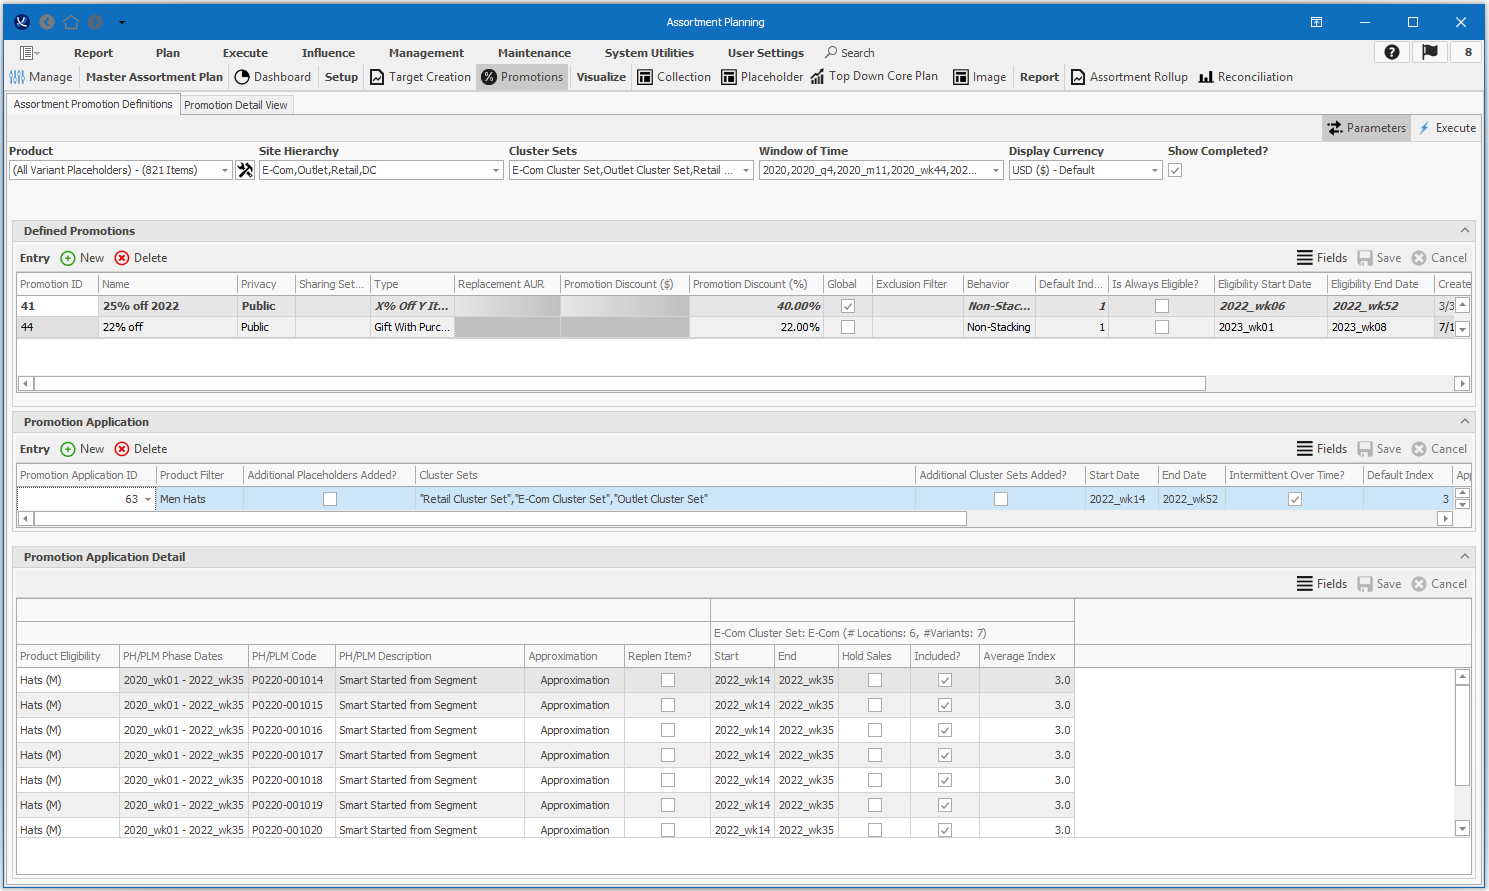 Assortment Planning
Report Plan Execute Influence Management Maintenance System Utilities User Settings Search 8
Manage Master Assortment Plan Dashboard Setup Target Creation Promotions Visualize Collection Placeholder Top Down Core Plan Image Report Assortment Rollup Reconciliation
Assortment Promotion Definitions Promotion Detail View
Parameters Execute
Product Site Hierarchy Cluster Sets Window of Time Display Currency Show Completed?
(All Variant Placeholders) - (821 Items) E-Com,Outlet,Retail,DC E-Com Cluster Set,Outlet Cluster Set,Retail ... 2020,2020_q4,2020_m11,2020_wk44,202... USD ($) - Default
Defined Promotions
Entry New Delete Fields Save Cancel
Promotion ID Name Privacy Sharing Set... Type Replacement AUR Promotion Discount ($) Promotion Discount (%) Global Exclusion Filter Behavior Default Ind... Is Always Eligible? Eligibility Start Date Eligibility End Date Create
41 25% off 2022 Public X% Off Y It... 40.00% Non-Stac... 1 2022_wk06 2022_wk52 3/3
44 22% off Public Gift With Purc... 22.00% Non-Stacking 1 2023_wk01 2023_wk08 7/1
Promotion Application
Entry New Delete Fields Save Cancel
Promotion Application ID Product Filter Additional Placeholders Added? Cluster Sets Additional Cluster Sets Added? Start Date End Date Intermittent Over Time? Default Index App
63 Men Hats "Retail Cluster Set","E-Com Cluster Set","Outlet Cluster Set" 2022_wk14 2022_wk52 3
Promotion Application Detail
Fields Save Cancel
E-Com Cluster Set: E-Com (# Locations: 6, #Variants: 7)
Product Eligibility PH/PLM Phase Dates PH/PLM Code PH/PLM Description Approximation Replen Item? Start End Hold Sales Included? Average Index
Hats (M) 2020_wk01 - 2022_wk35 P0220-001014 Smart Started from Segment Approximation 2022_wk14 2022_wk35 3.0
Hats (M) 2020_wk01 - 2022_wk35 P0220-001015 Smart Started from Segment Approximation 2022_wk14 2022_wk35 3.0
Hats (M) 2020_wk01 - 2022_wk35 P0220-001016 Smart Started from Segment Approximation 2022_wk14 2022_wk35 3.0
Hats (M) 2020_wk01 - 2022_wk35 P0220-001017 Smart Started from Segment Approximation 2022_wk14 2022_wk35 3.0
Hats (M) 2020_wk01 - 2022_wk35 P0220-001018 Smart Started from Segment Approximation 2022_wk14 2022_wk35 3.0
Hats (M) 2020_wk01 - 2022_wk35 P0220-001019 Smart Started from Segment Approximation 2022_wk14 2022_wk35 3.0
Hats (M) 2020_wk01 - 2022_wk35 P0220-001020 Smart Started from Segment Approximation 2022_wk14 2022_wk35 3.0